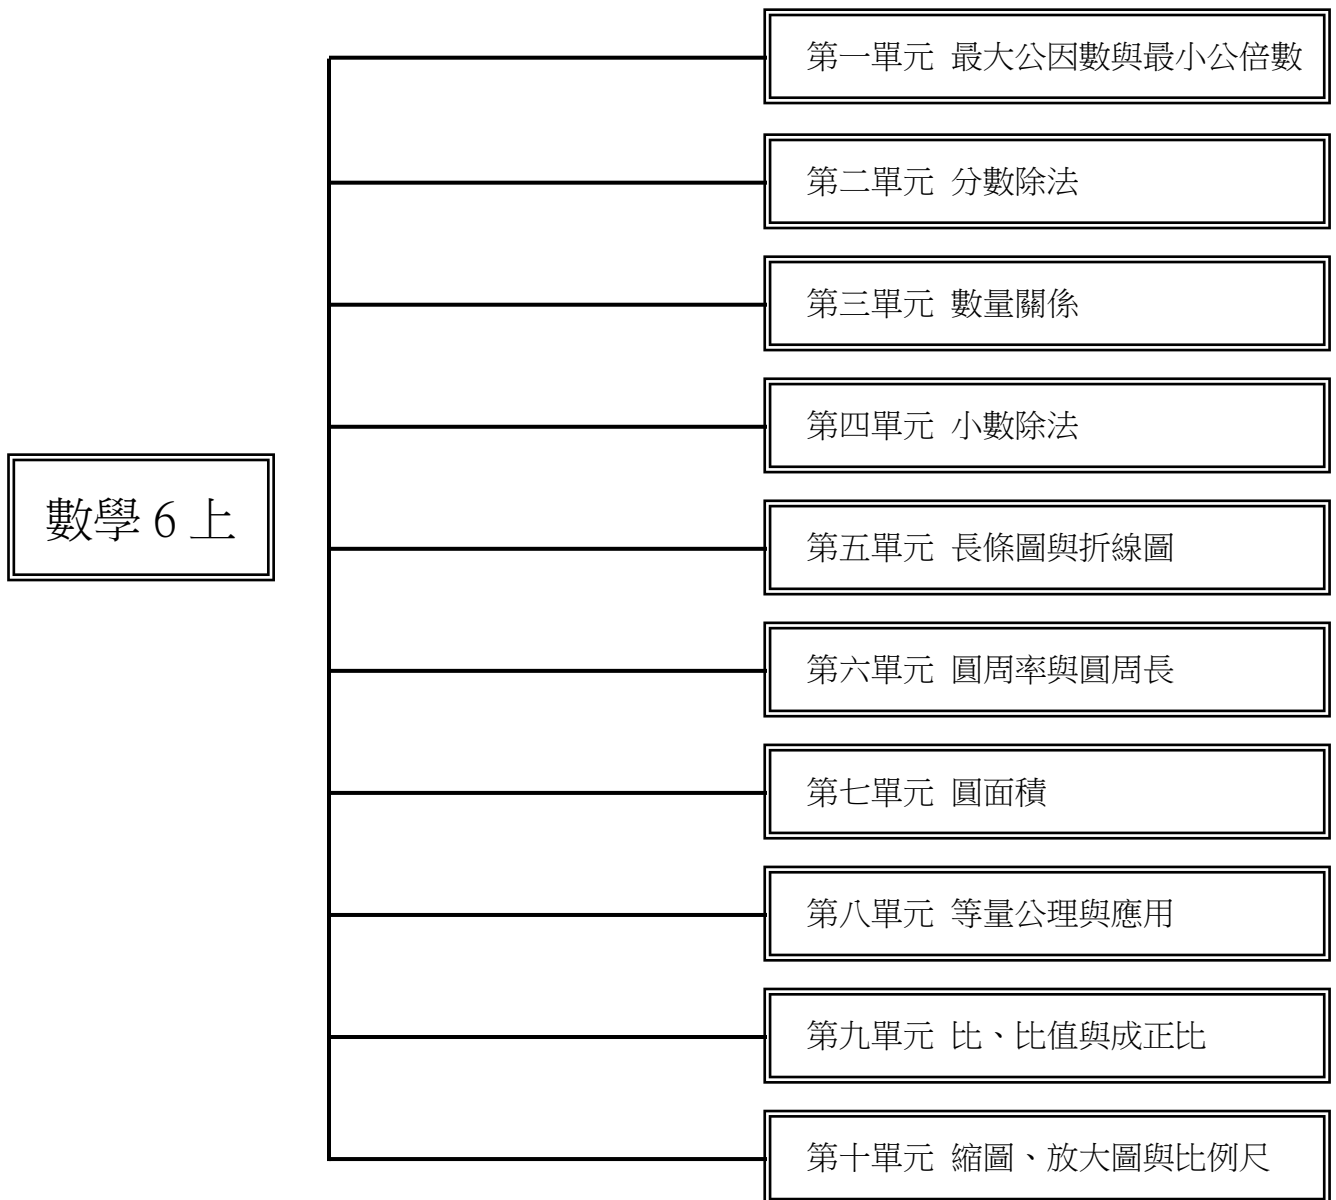 第一單元 最大公因數與最小公倍數
第二單元 分數除法
第三單元 數量關係
第四單元 小數除法
數學 6 上
第五單元 長條圖與折線圖
第六單元 圓周率與圓周長
第七單元 圓面積
第八單元 等量公理與應用
第九單元 比、比值與成正比
第十單元 縮圖、放大圖與比例尺